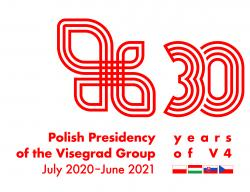 30
Polish Presidency
of the Visegrad Group
July 2020–June 2021
years
of V4